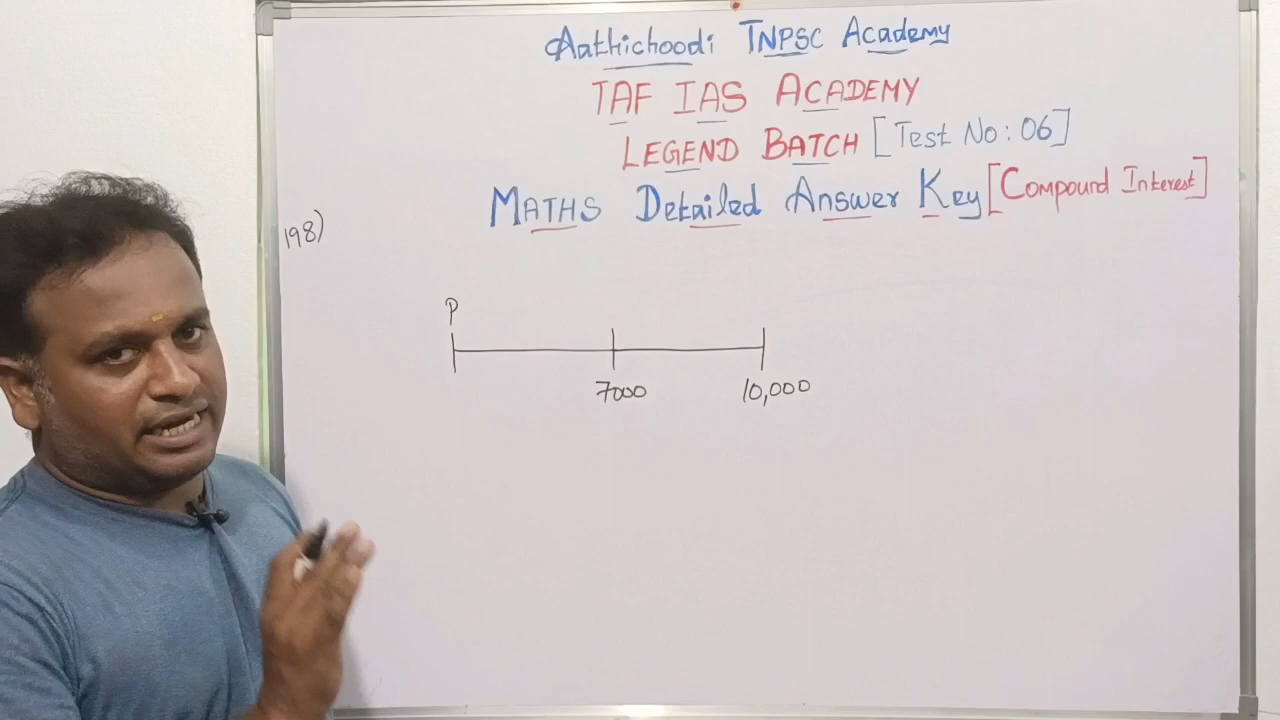 Aathichoodi TNPSC Academy
TAF IAS ACADEMY
LEGEND BATCH [Test No: 06]
MATHS Detailed Answer Key [Compound Interest]
198)
P
7000 10,000